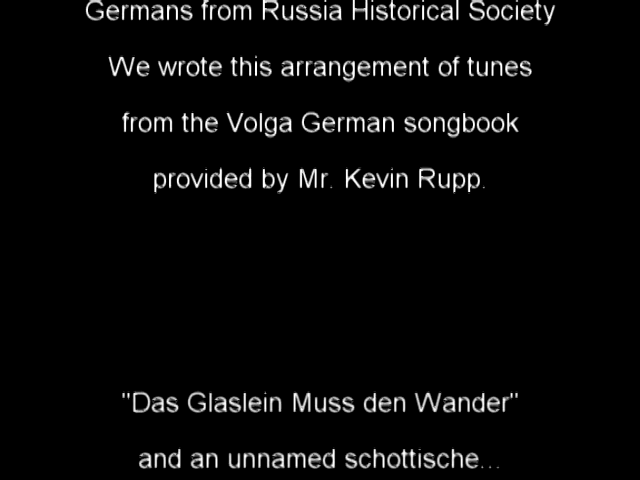 Germans from Russia Historical Society
We wrote this arrangement of tunes
from the Volga German songbook
provided by Mr. Kevin Rupp.
"Das Glaslein Muss den Wander"
and an unnamed schottische...